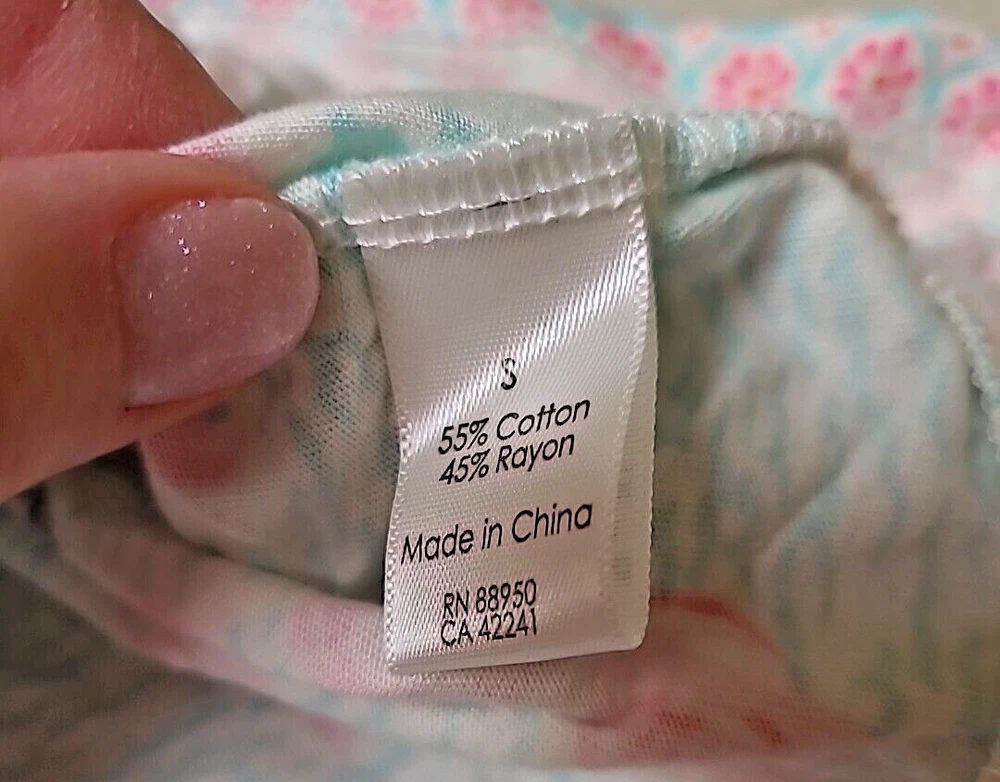 S
55% Cotton
45% Rayon
Made in China
RN 88950
CA 42241